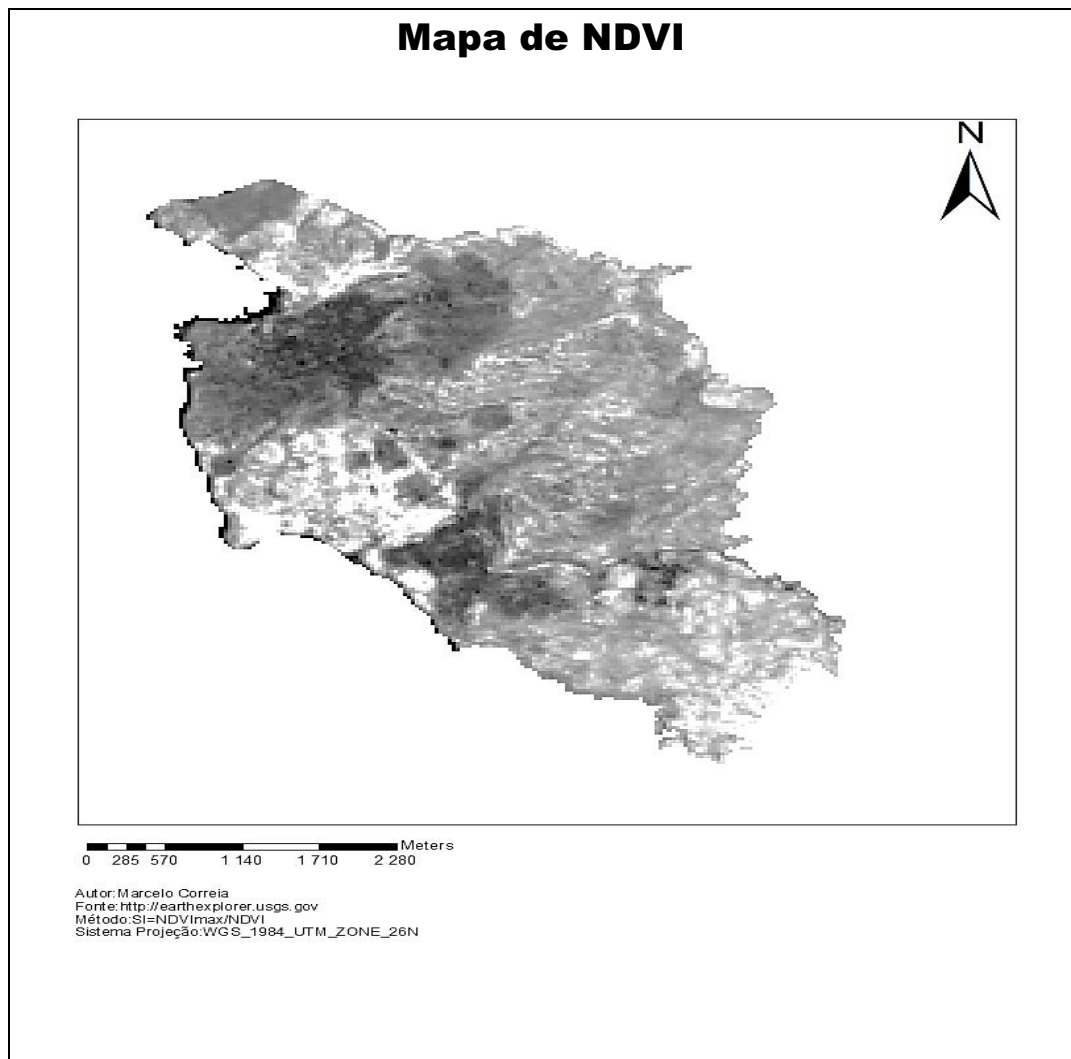 Mapa de NDVI
N
Meters
0 285 570 1 140 1 710 2 280
Autor:Marcelo Correia
Fonte:http://earthexplorer.usgs.gov
Método:SI=NDVImax/NDVI
Sistema Projeção:WGS_1984_UTM_ZONE_26N